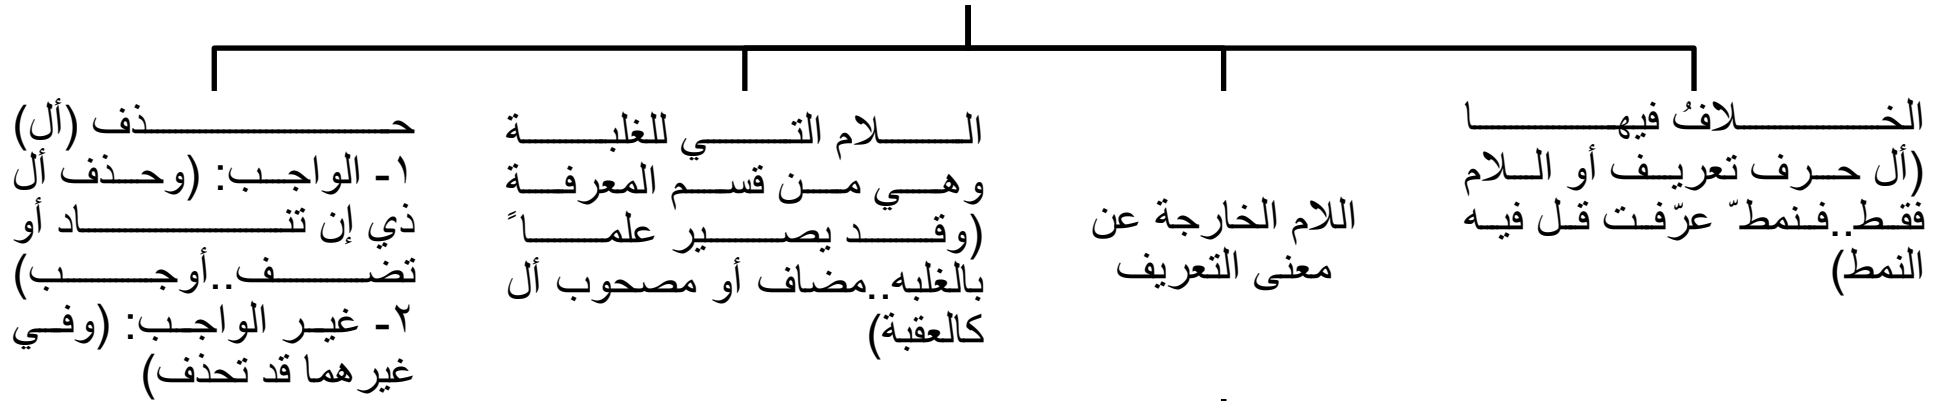 الخلافُ فيها
(أل حرف تعريف أو اللام
فقط..فنمطّ عرّفت قل فيه
النمط)
اللام الخارجة عن
معنى التعريف
اللام التي للغلبة
وهي من قسم المعرفة
(وقد يصير علماً
بالغلبه..مضاف أو مصحوب أل
كالعقبة)
حذف (أل)
١- الواجب: (وحذف أل
ذي إن تناد أو
تضف..أوجب)
٢- غير الواجب: (وفي
غيرهما قد تحذف)